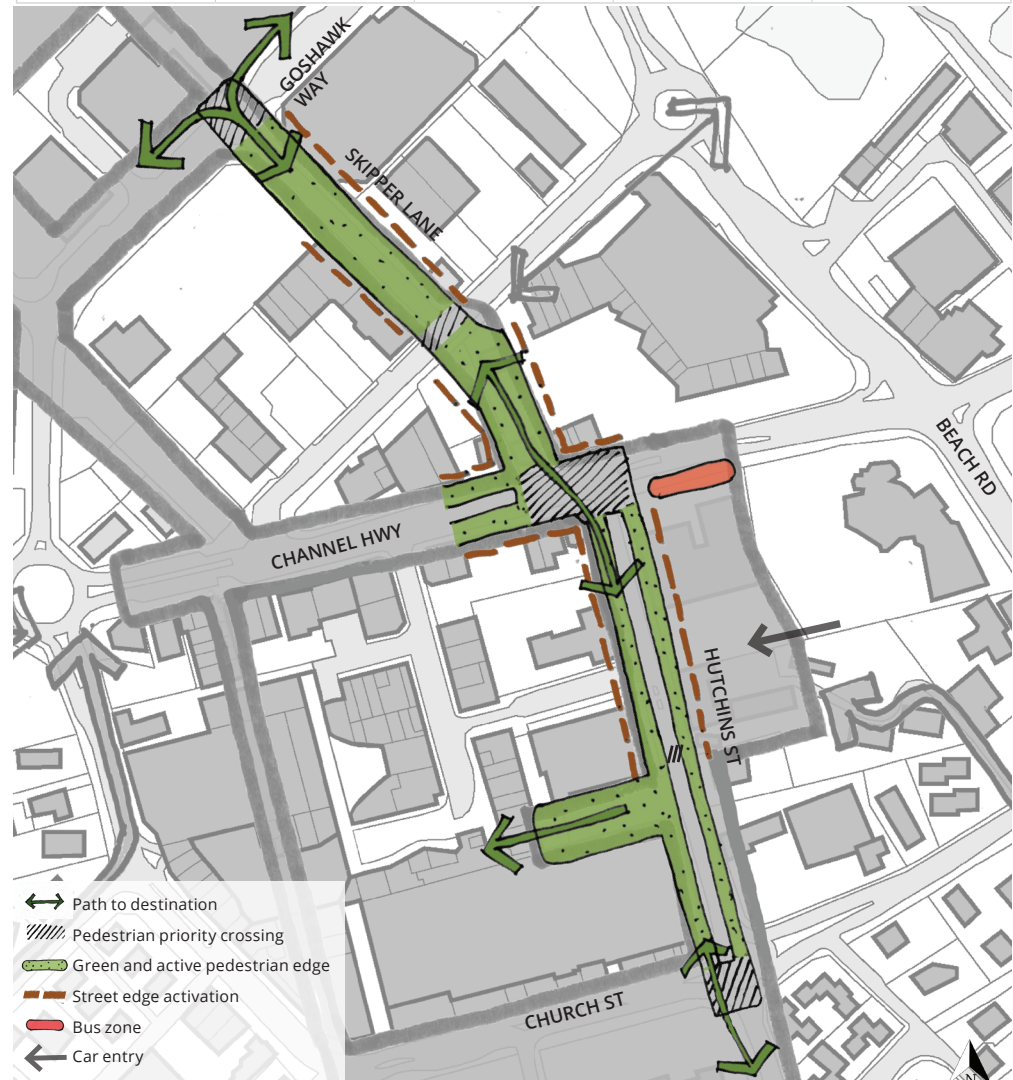 GOSHAWK
WAY
SKIPPER LANE
BEACH RD
CHANNEL HWY
HUTCHINS ST
CHURCH ST
Path to destination
Pedestrian priority crossing
Green and active pedestrian edge
Street edge activation
Bus zone
Car entry
N